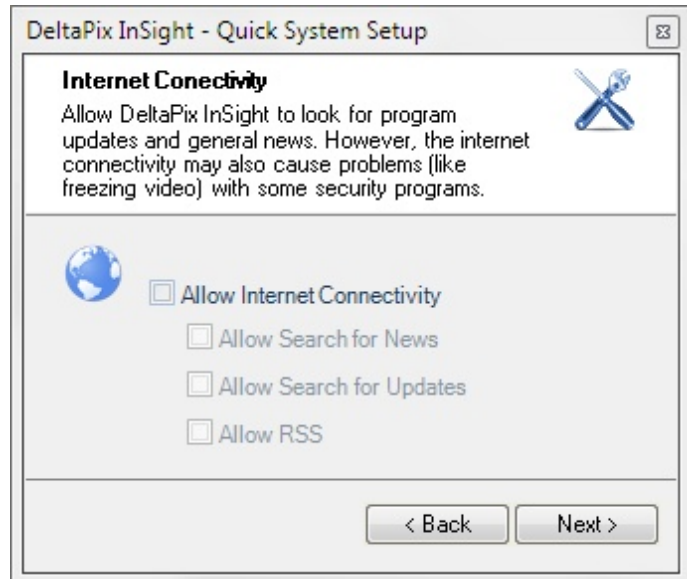 DeltaPix InSight - Quick System Setup
Internet Conectivity
Allow DeltaPix InSight to look for program
updates and general news. However, the internet
connectivity may also cause problems (like
freezing video) with some security programs.
Allow Internet Connectivity
Allow Search for News
Allow Search for Updates
Allow RSS
< Back
Next >